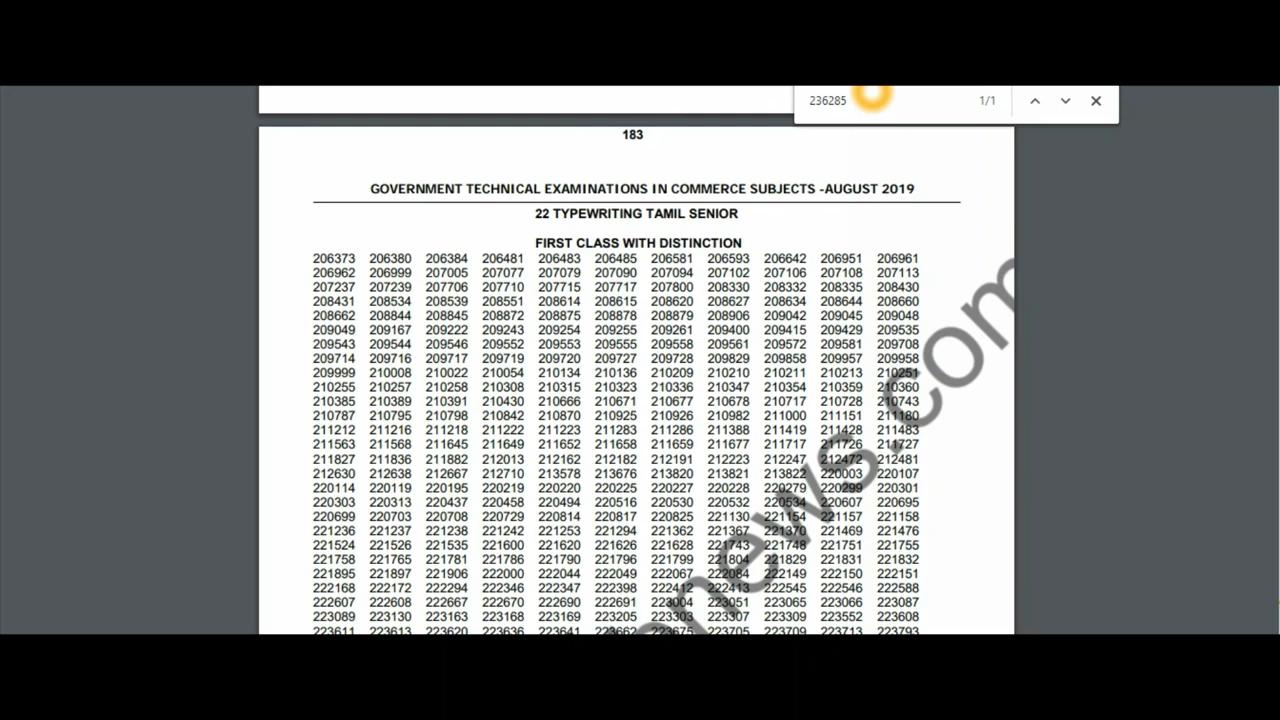 236285 1/1
183
GOVERNMENT TECHNICAL EXAMINATIONS IN COMMERCE SUBJECTS -AUGUST 2019
22 TYPEWRITING TAMIL SENIOR
FIRST CLASS WITH DISTINCTION
206373 206380 206384 206481 206483 206485 206581 206593 206642 206951 206961
206962 206999 207005 207077 207079 207090 207094 207102 207106 207108 207113
207237 207239 207706 207710 207715 207717 207800 208330 208332 208335 208430
208431 208534 208539 208551 208614 208615 208620 208627 208634 208644 208660
208662 208844 208845 208872 208875 208878 208879 208906 209042 209045 209048
209049 209167 209222 209243 209254 209255 209261 209400 209415 209429 209535
209543 209544 209546 209552 209553 209555 209558 209561 209572 209581 209708
209714 209716 209717 209719 209720 209727 209728 209829 209858 209957 209958
209999 210008 210022 210054 210134 210136 210209 210210 210211 210213 210251
210255 210257 210258 210308 210315 210323 210336 210347 210354 210359 210360
210385 210389 210391 210430 210666 210671 210677 210678 210717 210728 210743
210787 210795 210798 210842 210870 210925 210926 210982 211000 211151 211180
211212 211216 211218 211222 211223 211283 211286 211388 211419 211428 211483
211563 211568 211645 211649 211652 211658 211659 211677 211717 211726 211727
211827 211836 211882 212013 212162 212182 212191 212223 212247 212472 212481
212630 212638 212667 212710 213578 213676 213820 213821 213822 220003 220107
220114 220119 220195 220219 220220 220225 220227 220228 220279 220299 220301
220303 220313 220437 220458 220494 220516 220530 220532 220534 220607 220695
220699 220703 220708 220729 220814 220817 220825 221130 221154 221157 221158
221236 221237 221238 221242 221253 221294 221362 221367 221370 221469 221476
221524 221526 221535 221600 221620 221626 221628 221743 221748 221751 221755
221758 221765 221781 221786 221790 221796 221799 221804 221829 221831 221832
221895 221897 221906 222000 222044 222049 222067 222084 222149 222150 222151
222168 222172 222294 222346 222347 222398 222412 222413 222545 222546 222588
222607 222608 222667 222670 222690 222691 223004 223051 223065 223066 223087
223089 223130 223163 223168 223169 223205 223303 223307 223309 223552 223608
223611 223613 223620 223636 223641 223662 223675 223705 223709 223713 223793
enews.com